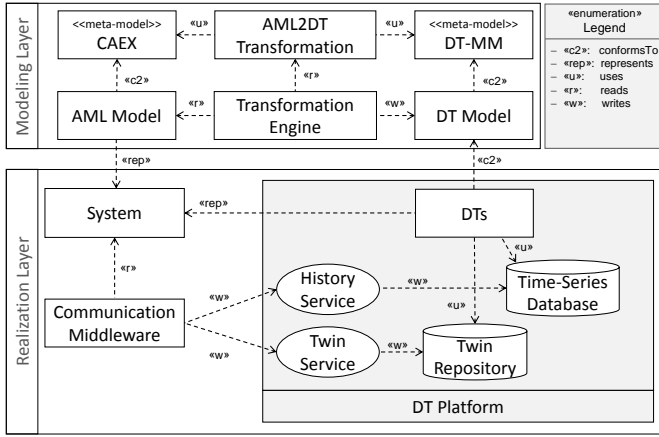 Modeling Layer
<<meta-model>>
CAEX
«u»
AML2DT
Transformation
«u»
<<meta-model>>
DT-MM
«c2»
«r»
«c2»
AML Model
«r»
Transformation
Engine
«w»
DT Model
«enumeration»
Legend
– «c2»: conformsTo
– «rep»: represents
– «u»: uses
– «r»: reads
– «w»: writes
«rep»
«c2»
Realization Layer
System
«rep»
DTs
«r»
«u»
Communication
Middleware
«w»
History
Service
«w»
Time-Series
Database
«u»
«w»
Twin
Service
«w»
Twin
Repository
DT Platform